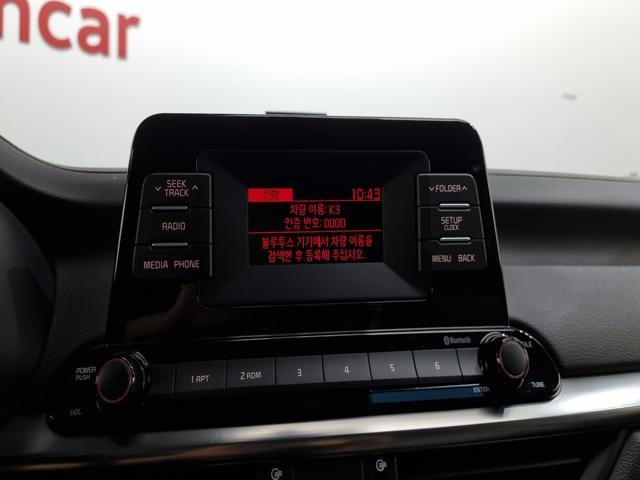 ncar
전화 10:43
차량 이름: K3
인증 번호: 0000
블루투스 기기에서 차량 이름을
검색한 후 등록해 주십시오.
∨ SEEK ∧
TRACK
RADIO
MEDIA PHONE
∨ FOLDER ∧
SETUP
CLOCK
MENU BACK
Bluetooth
POWER
PUSH
VOL
1 RPT
2 RDM
3
4
5
6
ENTER
TUNE